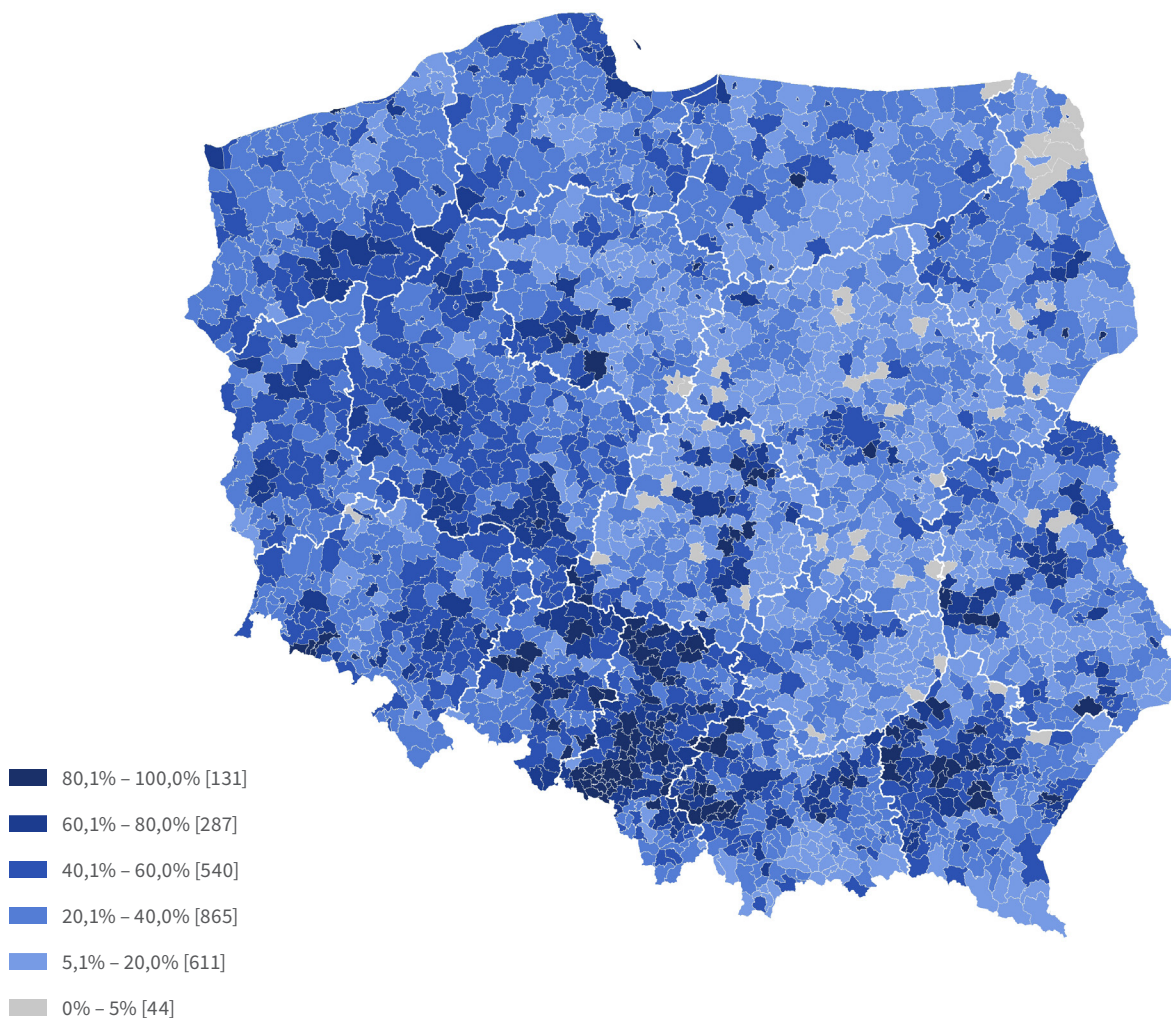 80,1% – 100,0% [131]
60,1% – 80,0% [287]
40,1% – 60,0% [540]
20,1% – 40,0% [865]
5,1% – 20,0% [611]
0% – 5% [44]